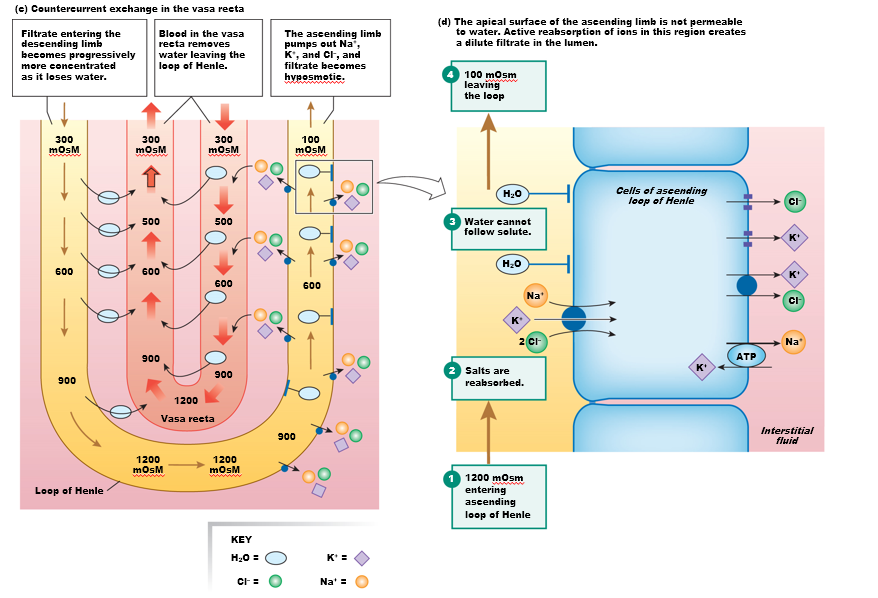 (c) Countercurrent exchange in the vasa recta
Filtrate entering the
descending limb
becomes progressively
more concentrated
as it loses water.
Blood in the vasa
recta removes
water leaving the
loop of Henle.
The ascending limb
pumps out Na⁺,
K⁺, and Cl⁻, and
filtrate becomes
hyposmotic.
300
mOsM
300
mOsM
300
mOsM
100
mOsM
500
500
600
600
600
600
900
900
900
1200
Vasa recta
900
1200
mOsM
1200
mOsM
Loop of Henle
KEY
H₂O =
K⁺ =
Cl⁻ =
Na⁺ =
(d) The apical surface of the ascending limb is not permeable
to water. Active reabsorption of ions in this region creates
a dilute filtrate in the lumen.
4 100 mOsm
leaving
the loop
H₂O
3 Water cannot
follow solute.
H₂O
Na⁺
K⁺
2 Cl⁻
2 Salts are
reabsorbed.
1 1200 mOsm
entering
ascending
loop of Henle
Cells of ascending
loop of Henle
Cl⁻
K⁺
K⁺
Cl⁻
Na⁺
ATP
K⁺
Interstitial
fluid